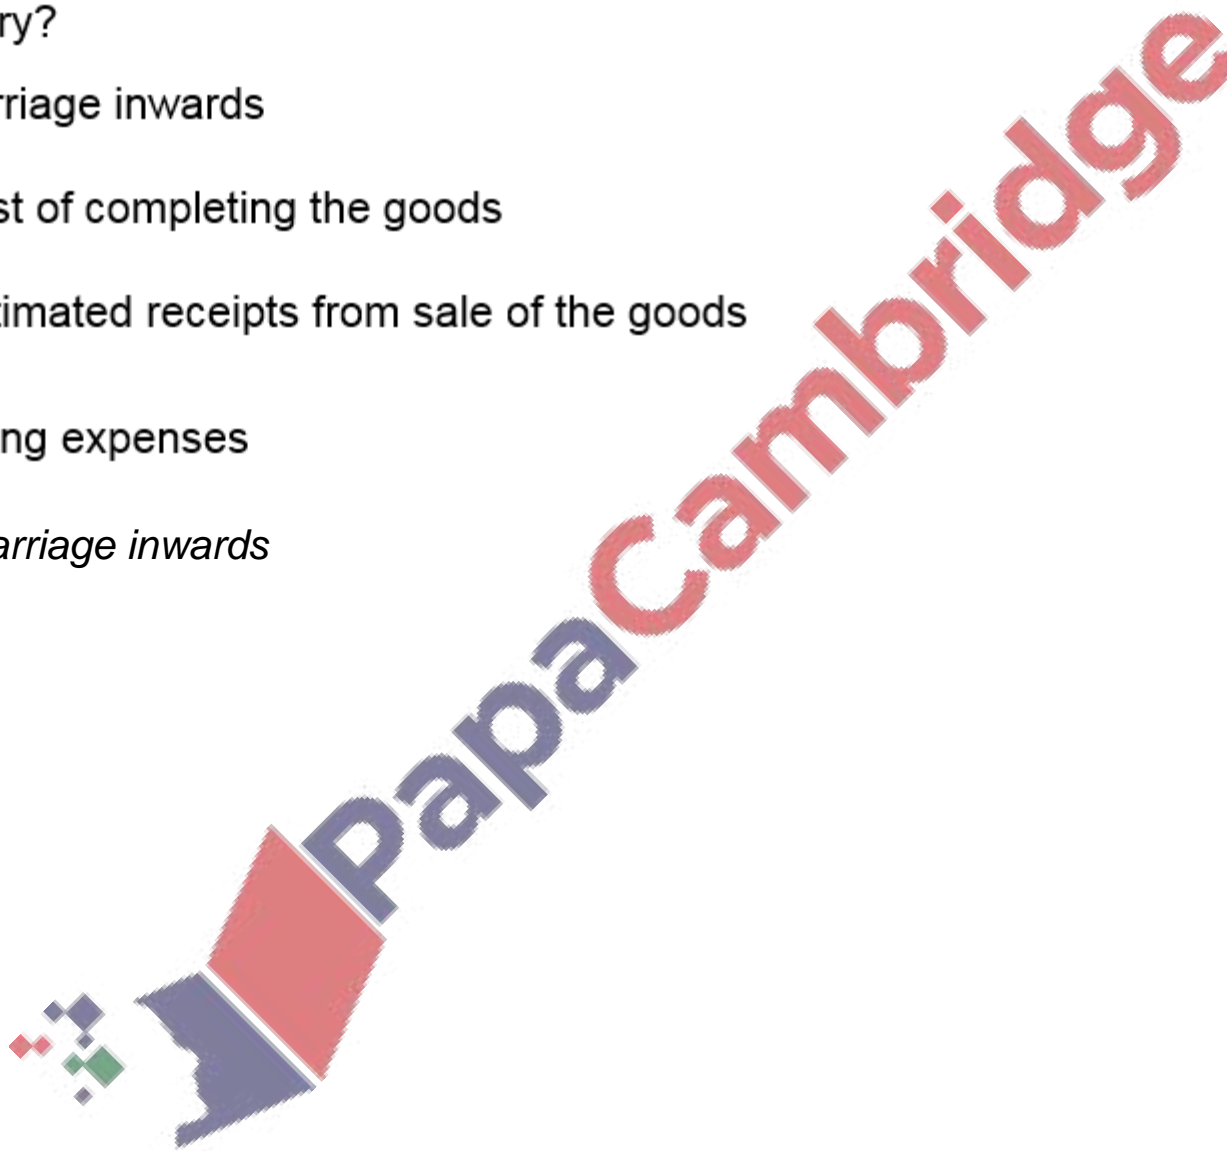 ry?
rriage inwards
st of completing the goods
timated receipts from sale of the goods
ng expenses
arriage inwards
PapaCambridge